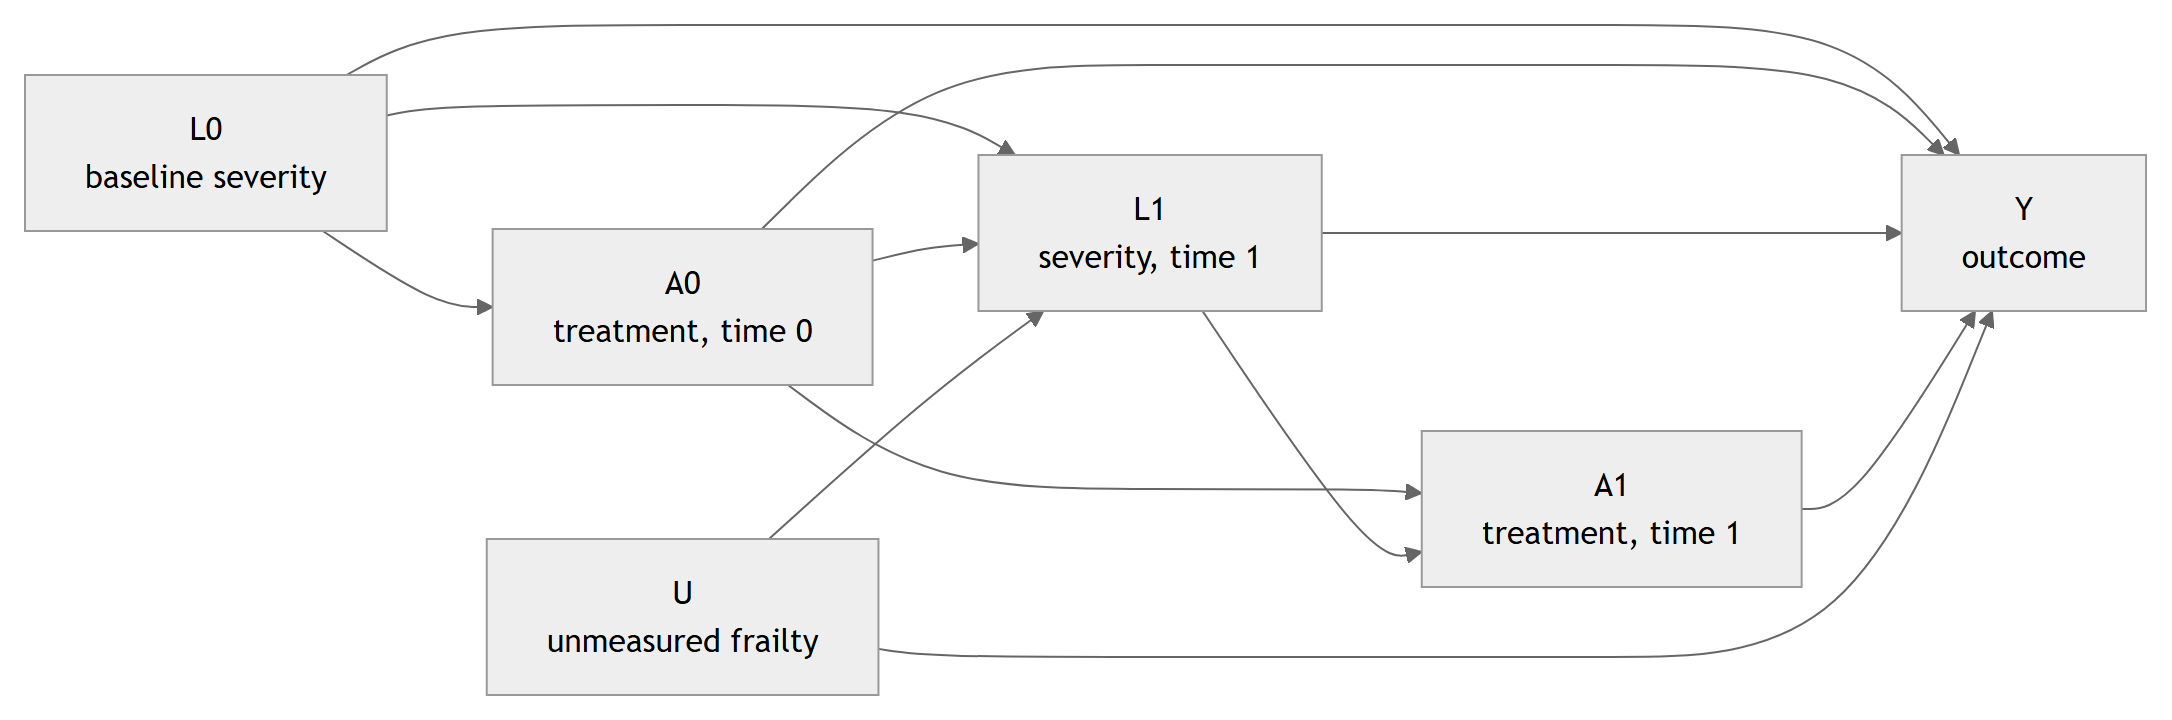 L0
baseline severity
A0
treatment, time 0
U
unmeasured frailty
L1
severity, time 1
A1
treatment, time 1
Y
outcome